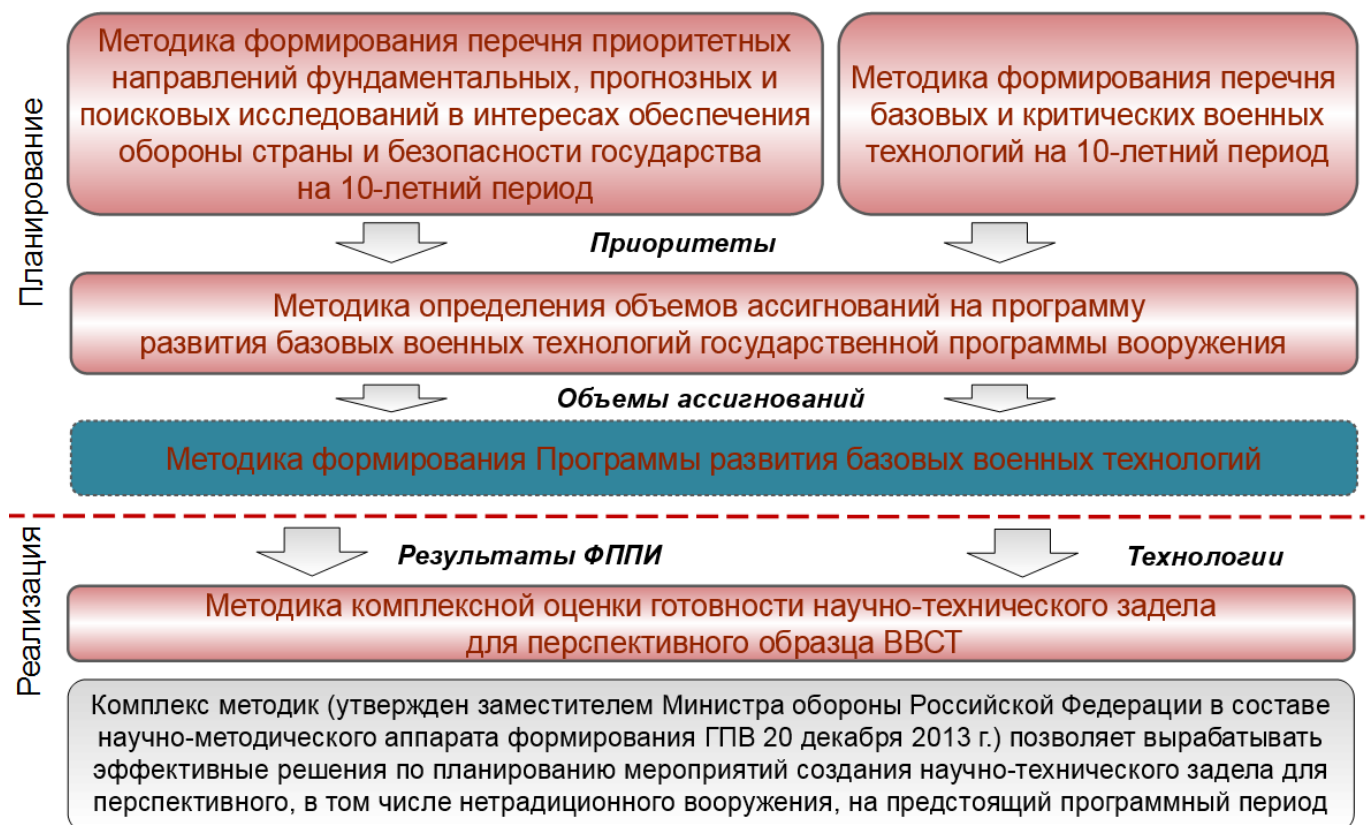 Планирование
Методика формирования перечня приоритетных
направлений фундаментальных, прогнозных и
поисковых исследований в интересах обеспечения
обороны страны и безопасности государства
на 10-летний период
Методика формирования перечня
базовых и критических военных
технологий на 10-летний период
Приоритеты
Методика определения объемов ассигнований на программу
развития базовых военных технологий государственной программы вооружения
Объемы ассигнований
Методика формирования Программы развития базовых военных технологий
Реализация
Результаты ФППИ
Технологии
Методика комплексной оценки готовности научно-технического задела
для перспективного образца ВВСТ
Комплекс методик (утвержден заместителем Министра обороны Российской Федерации в составе
научно-методического аппарата формирования ГПВ 20 декабря 2013 г.) позволяет вырабатывать
эффективные решения по планированию мероприятий создания научно-технического задела для
перспективного, в том числе нетрадиционного вооружения, на предстоящий программный период